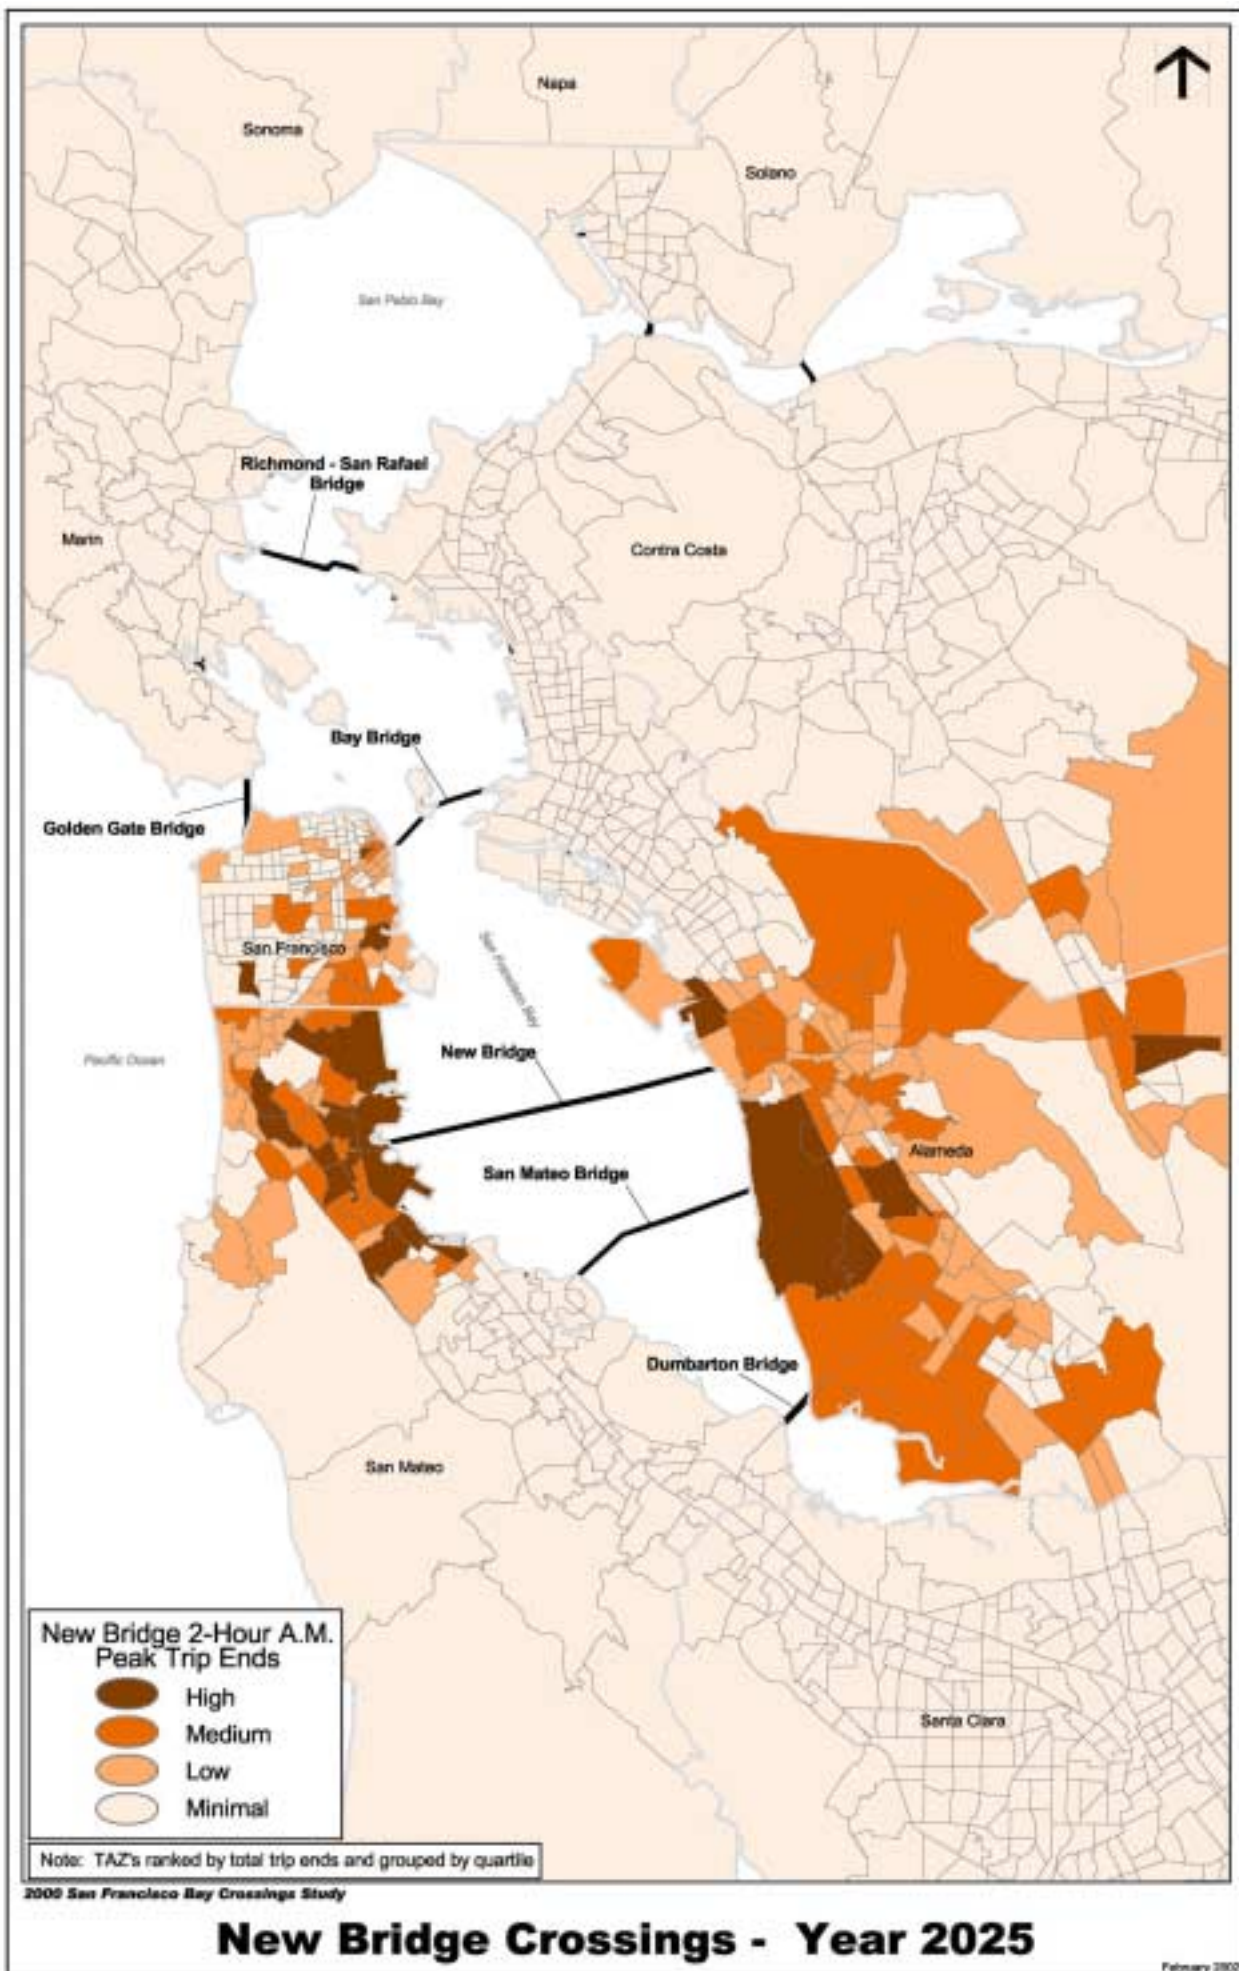 Napa
Sonoma
Solano
San Pablo Bay
Richmond - San Rafael
Bridge
Marin
Contra Costa
Bay Bridge
Golden Gate Bridge
San Francisco
San Francisco Bay
New Bridge
Pacific Ocean
Alameda
San Mateo Bridge
Dumbarton Bridge
San Mateo
Santa Clara
New Bridge 2-Hour A.M.
Peak Trip Ends
High
Medium
Low
Minimal
Note: TAZ's ranked by total trip ends and grouped by quartile
2000 San Francisco Bay Crossings Study
New Bridge Crossings - Year 2025
February 2002